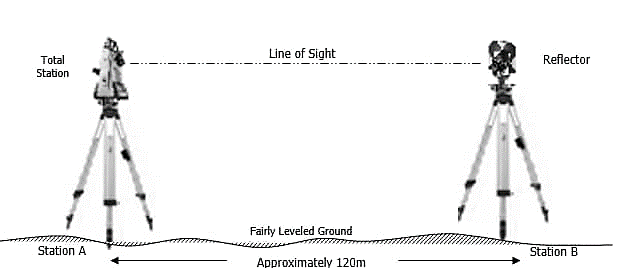 Line of Sight
Total
Station
Reflector
Fairly Leveled Ground
Station A
Station B
Approximately 120m